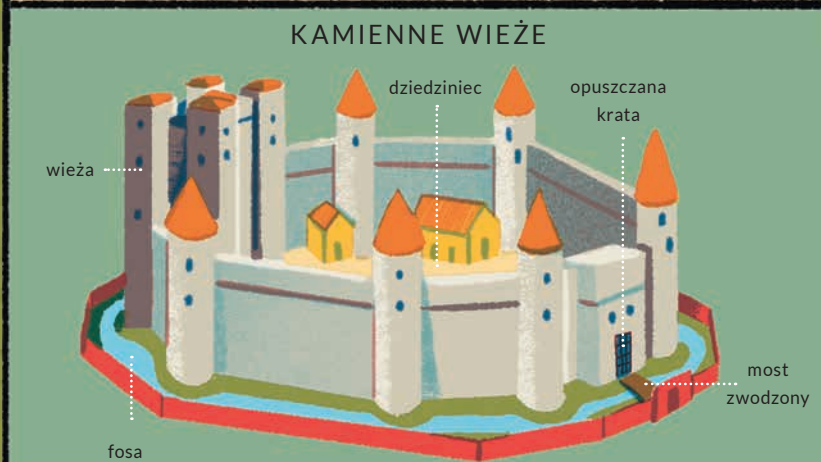 KAMIENNE WIEŻE
dziedziniec
opuszczana
krata
wieża
most
zwodzony
fosa